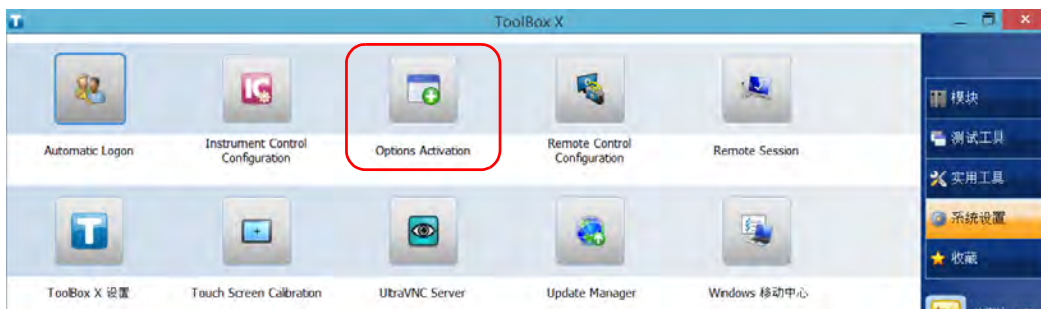 ToolBox X
Automatic Logon
Instrument Control
Configuration
Options Activation
Remote Control
Configuration
Remote Session
ToolBox X 设置
Touch Screen Calibration
UltraVNC Server
Update Manager
Windows 移动中心
模块
测试工具
实用工具
系统设置
收藏